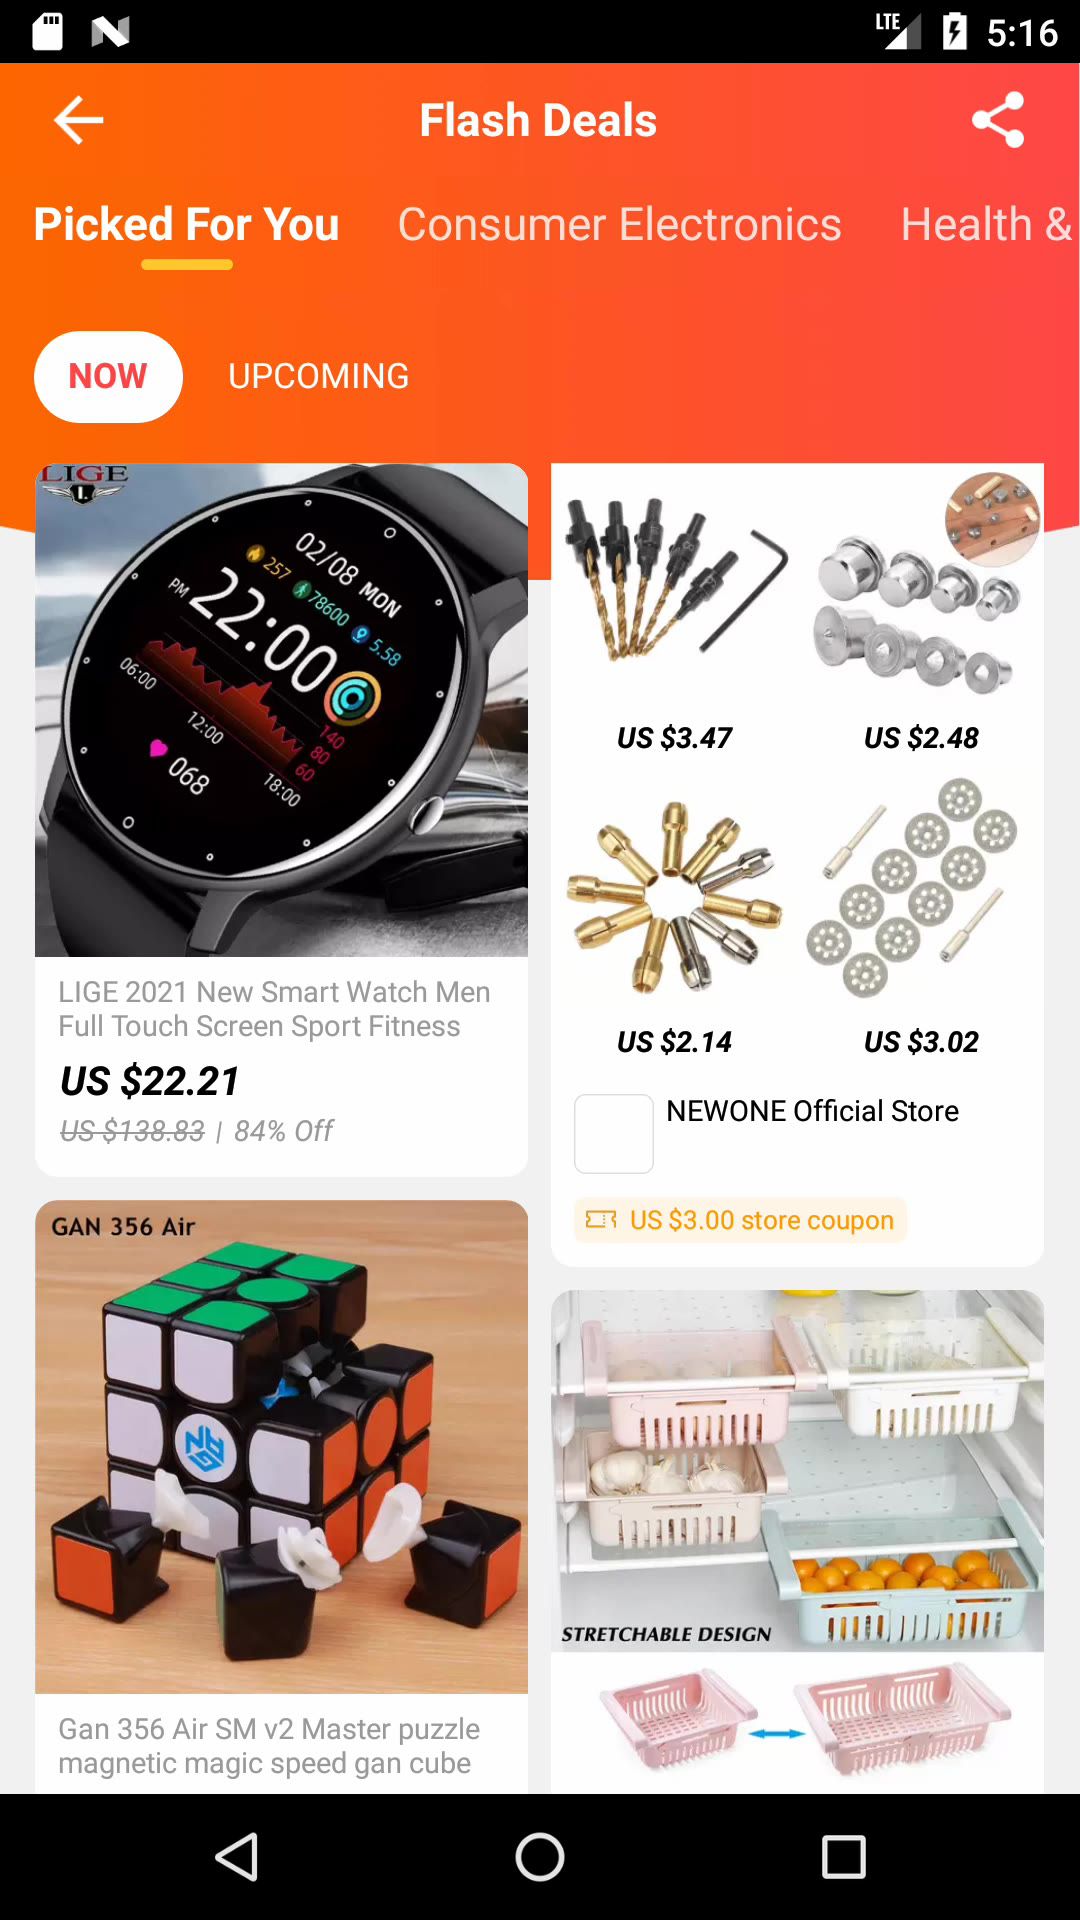 LTE 5:16
Flash Deals
Picked For You
Consumer Electronics
Health &
NOW
UPCOMING
LIGE
02/08 MON
257
78600
5.58
PM
22:00
06:00
12:00
18:00
140
80
60
068
LIGE 2021 New Smart Watch Men
Full Touch Screen Sport Fitness
US $22.21
US $138.83 | 84% Off
US $3.47
US $2.48
US $2.14
US $3.02
NEWONE Official Store
US $3.00 store coupon
GAN 356 Air
GAN
Gan 356 Air SM v2 Master puzzle
magnetic magic speed gan cube
STRETCHABLE DESIGN